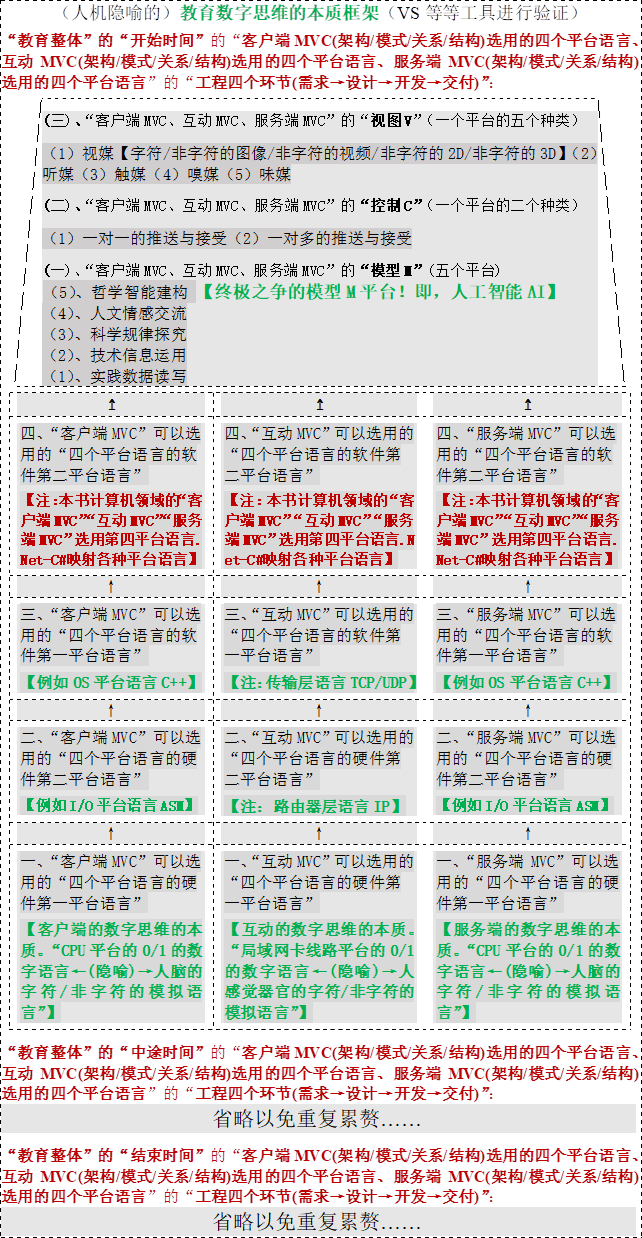 （人机隐喻的）教育数字思维的本质框架（VS 等等工具进行验证）
“教育整体”的“开始时间”的“客户端 MVC(架构/模式/关系/结构)选用的四个平台语言、
互动 MVC(架构/模式/关系/结构)选用的四个平台语言、服务端 MVC(架构/模式/关系/结构)
选用的四个平台语言”的“工程四个环节(需求→设计→开发→交付)”：
(三)、“客户端 MVC、互动 MVC、服务端 MVC”的“视图 V”（一个平台的五个种类）
（1）视媒【字符/非字符的图像/非字符的视频/非字符的 2D/非字符的 3D】（2）
听媒（3）触媒（4）嗅媒（5）味媒
(二)、“客户端 MVC、互动 MVC、服务端 MVC”的“控制 C”（一个平台的二个种类）
（1）一对一的推送与接受（2）一对多的推送与接受
(一)、“客户端 MVC、互动 MVC、服务端 MVC”的“模型 M”（五个平台）
（5）、哲学智能建构 【终极之争的模型 M 平台！即，人工智能 AI】
（4）、人文情感交流
（3）、科学规律探究
（2）、技术信息运用
（1）、实践数据读写
↑
四、“客户端 MVC”可以选
用的“四个平台语言的软
件第二平台语言”
【注：本书计算机领域的“客
户端 MVC”“互动 MVC”“服务
端 MVC”选用第四平台语言.
Net-C#映射各种平台语言】
↑
三、“客户端 MVC”可以选
用的“四个平台语言的软
件第一平台语言”
【例如 OS 平台语言 C++】
↑
二、“客户端 MVC”可以选
用的“四个平台语言的硬
件第二平台语言”
【例如 I/O 平台语言 ASM】
↑
一、“客户端 MVC”可以选
用的“四个平台语言的硬
件第一平台语言”
【客户端的数字思维的本
质。“CPU 平台的 0/1 的数
字语言←(隐喻)→人脑的
字符/非字符的模拟语
言”】
↑
四、“互动 MVC”可以选用的
“四个平台语言的软件第
二平台语言”
【注：本书计算机领域的“客
户端 MVC”“互动 MVC”“服
务端 MVC”选用第四平台语言.N
et-C#映射各种平台语言】
↑
三、“互动 MVC”可以选用的
“四个平台语言的软件第
一平台语言”
【注：传输层语言 TCP/UDP】
↑
二、“互动 MVC”可以选用的
“四个平台语言的硬件第
二平台语言”
【注：路由器层语言 IP】
↑
一、“互动 MVC”可以选用的
“四个平台语言的硬件第
一平台语言”
【互动的数字思维的本质。
“局域网卡线路平台的 0/1
的数字语言←(隐喻)→人
感觉器官的字符/非字符的
模拟语言”】
↑
四、“服务端 MVC”可以选
用的“四个平台语言的软
件第二平台语言”
【注：本书计算机领域的“客
户端 MVC”“互动 MVC”“服务
端 MVC”选用第四平台语言.
Net-C#映射各种平台语言】
↑
三、“服务端 MVC”可以选
用的“四个平台语言的软
件第一平台语言”
【例如 OS 平台语言 C++】
↑
二、“服务端 MVC”可以选
用的“四个平台语言的硬
件第二平台语言”
【例如 I/O 平台语言 ASM】
↑
一、“服务端 MVC”可以选
用的“四个平台语言的硬
件第一平台语言”
【服务端的数字思维的本
质。“CPU 平台的 0/1 的数
字语言←(隐喻)→人脑的
字符/非字符的模拟语
言”】
“教育整体”的“中途时间”的“客户端 MVC(架构/模式/关系/结构)选用的四个平台语言、
互动 MVC(架构/模式/关系/结构)选用的四个平台语言、服务端 MVC(架构/模式/关系/结构)
选用的四个平台语言”的“工程四个环节(需求→设计→开发→交付)”：
省略以免重复累赘……
“教育整体”的“结束时间”的“客户端 MVC(架构/模式/关系/结构)选用的四个平台语言、
互动 MVC(架构/模式/关系/结构)选用的四个平台语言、服务端 MVC(架构/模式/关系/结构)
选用的四个平台语言”的“工程四个环节(需求→设计→开发→交付)”：
省略以免重复累赘……